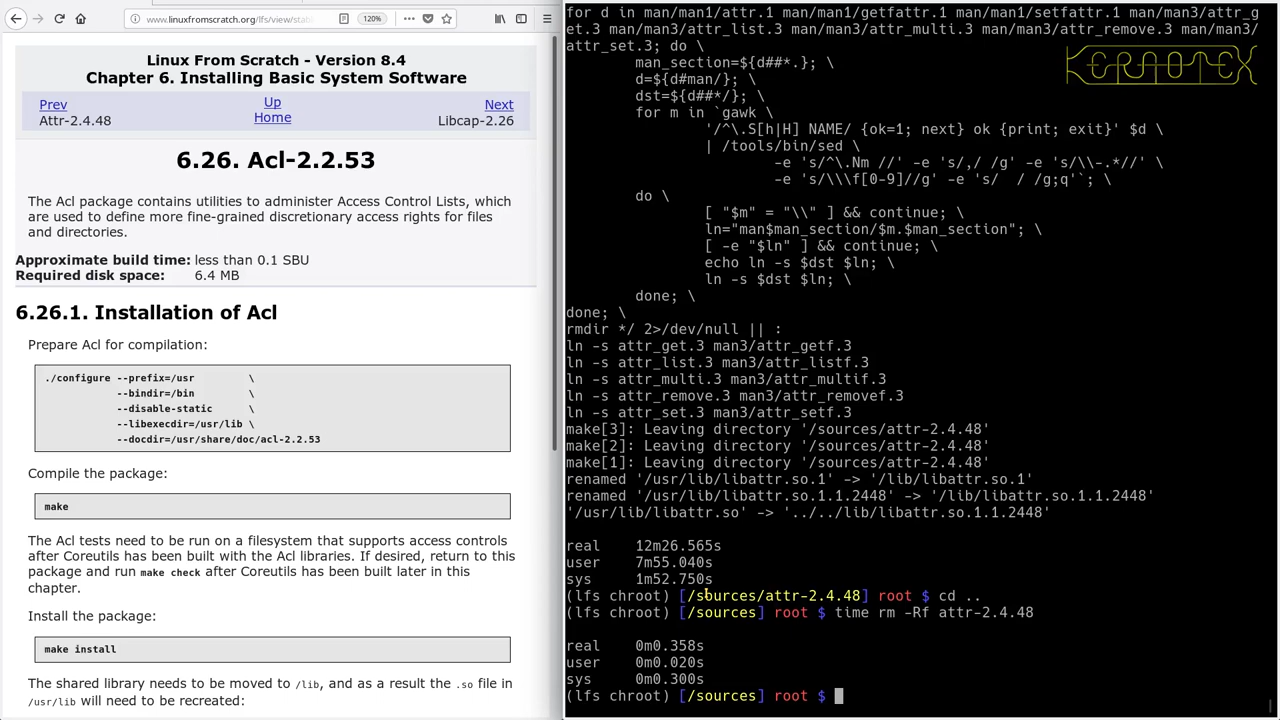 www.linuxfromscratch.org/lfs/view/stab
120%
Linux From Scratch - Version 8.4
Chapter 6. Installing Basic System Software
Prev
Up
Next
Attr-2.4.48
Home
Libcap-2.26
6.26. Acl-2.2.53
The Acl package contains utilities to administer Access Control Lists, which
are used to define more fine-grained discretionary access rights for files
and directories.
Approximate build time: less than 0.1 SBU
Required disk space: 6.4 MB
6.26.1. Installation of Acl
Prepare Acl for compilation:
./configure --prefix=/usr \
--bindir=/bin \
--disable-static \
--libexecdir=/usr/lib \
--docdir=/usr/share/doc/acl-2.2.53
Compile the package:
make
The Acl tests need to be run on a filesystem that supports access controls
after Coreutils has been built with the Acl libraries. If desired, return to this
package and run make check after Coreutils has been built later in this
chapter.
Install the package:
make install
The shared library needs to be moved to /lib, and as a result the .so file in
/usr/lib will need to be recreated:
for d in man/man1/attr.1 man/man1/getfattr.1 man/man1/setfattr.1 man/man3/attr_g
et.3 man/man3/attr_list.3 man/man3/attr_multi.3 man/man3/attr_remove.3 man/man3/
attr_set.3; do \
man_section=${d##*.}; \
d=${d#man/}; \
dst=${d##*/}; \
for m in `gawk \
'/^\.S[h|H] NAME/ {ok=1; next} ok {print; exit}' $d \
| /tools/bin/sed \
-e 's/^\.Nm //' -e 's/,/ /g' -e 's/\\-.*//' \
-e 's/\\\f[0-9]//g' -e 's/  / /g;q'`; \
do \
[ "$m" = "\\" ] && continue; \
ln="man$man_section/$m.$man_section"; \
[ -e "$ln" ] && continue; \
echo ln -s $dst $ln; \
ln -s $dst $ln; \
done; \
done; \
rmdir */ 2>/dev/null || :
ln -s attr_get.3 man3/attr_getf.3
ln -s attr_list.3 man3/attr_listf.3
ln -s attr_multi.3 man3/attr_multif.3
ln -s attr_remove.3 man3/attr_removef.3
ln -s attr_set.3 man3/attr_setf.3
make[3]: Leaving directory '/sources/attr-2.4.48'
make[2]: Leaving directory '/sources/attr-2.4.48'
make[1]: Leaving directory '/sources/attr-2.4.48'
renamed '/usr/lib/libattr.so.1' -> '/lib/libattr.so.1'
renamed '/usr/lib/libattr.so.1.1.2448' -> '/lib/libattr.so.1.1.2448'
'/usr/lib/libattr.so' -> '../../lib/libattr.so.1.1.2448'
real 12m26.565s
user 7m55.040s
sys 1m52.750s
(lfs chroot) [/sources/attr-2.4.48] root $ cd ..
(lfs chroot) [/sources] root $ time rm -Rf attr-2.4.48
real 0m0.358s
user 0m0.020s
sys 0m0.300s
(lfs chroot) [/sources] root $